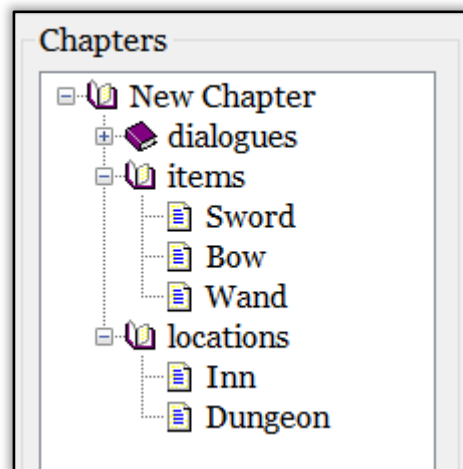 Chapters
New Chapter
dialogues
items
Sword
Bow
Wand
locations
Inn
Dungeon